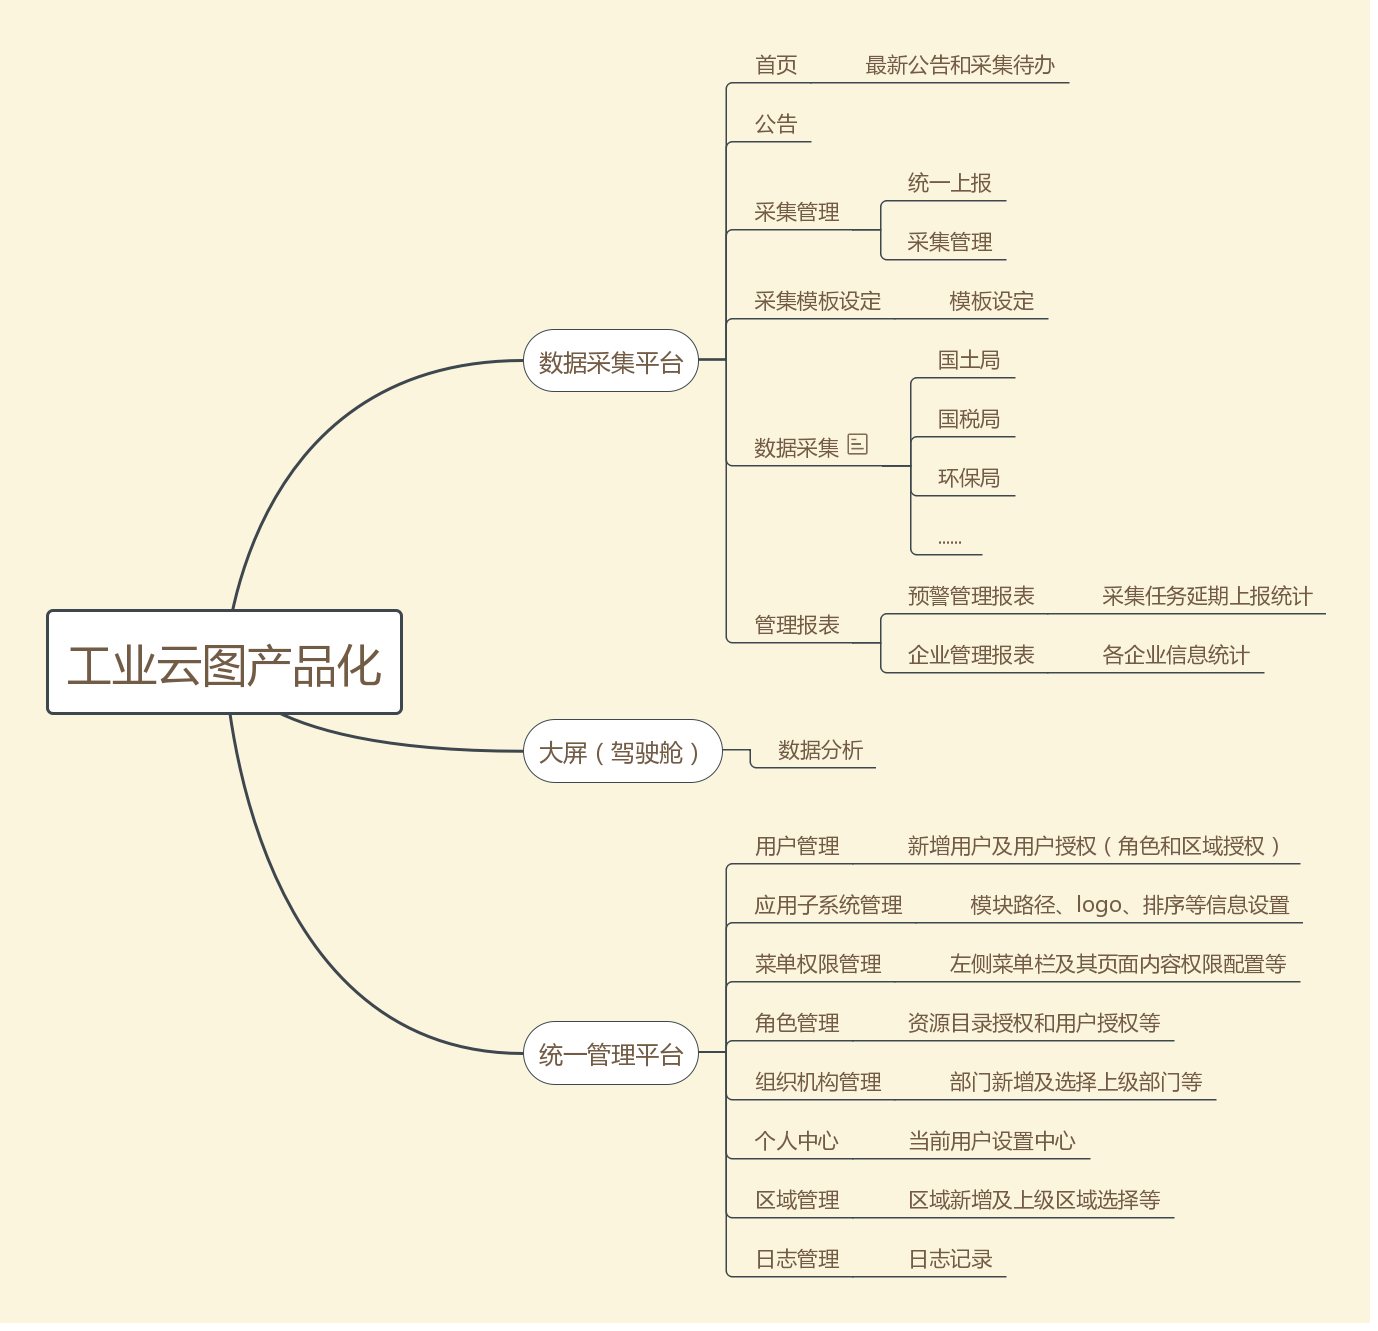 工业云图产品化
数据采集平台
首页
最新公告和采集待办
公告
采集管理
统一上报
采集管理
采集模板设定
模板设定
数据采集
国土局
国税局
环保局
......
管理报表
预警管理报表
采集任务延期上报统计
企业管理报表
各企业信息统计
大屏（驾驶舱）
数据分析
统一管理平台
用户管理
新增用户及用户授权（角色和区域授权）
应用子系统管理
模块路径、logo、排序等信息设置
菜单权限管理
左侧菜单栏及其页面内容权限配置等
角色管理
资源目录授权和用户授权等
组织机构管理
部门新增及选择上级部门等
个人中心
当前用户设置中心
区域管理
区域新增及上级区域选择等
日志管理
日志记录